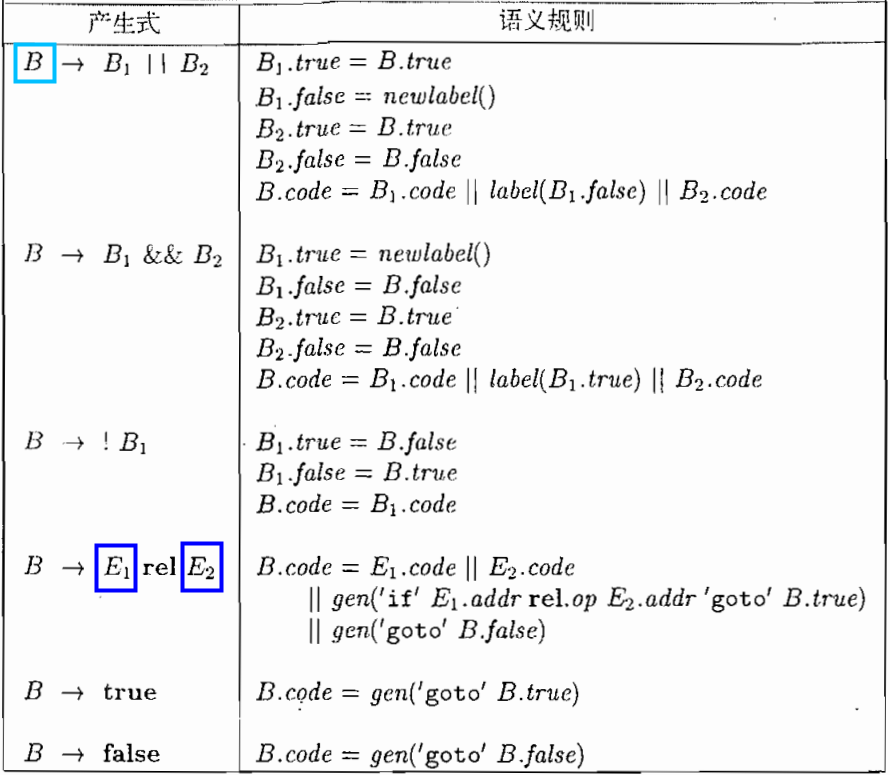 产生式 语义规则
B → B₁ || B₂ B₁.true = B.true
B₁.false = newlabel()
B₂.true = B.true
B₂.false = B.false
B.code = B₁.code || label(B₁.false) || B₂.code
B → B₁ && B₂ B₁.true = newlabel()
B₁.false = B.false
B₂.true = B.true
B₂.false = B.false
B.code = B₁.code || label(B₁.true) || B₂.code
B → ! B₁ B₁.true = B.false
B₁.false = B.true
B.code = B₁.code
B → E₁ rel E₂ B.code = E₁.code || E₂.code
|| gen('if' E₁.addr rel.op E₂.addr 'goto' B.true)
|| gen('goto' B.false)
B → true B.code = gen('goto' B.true)
B → false B.code = gen('goto' B.false)